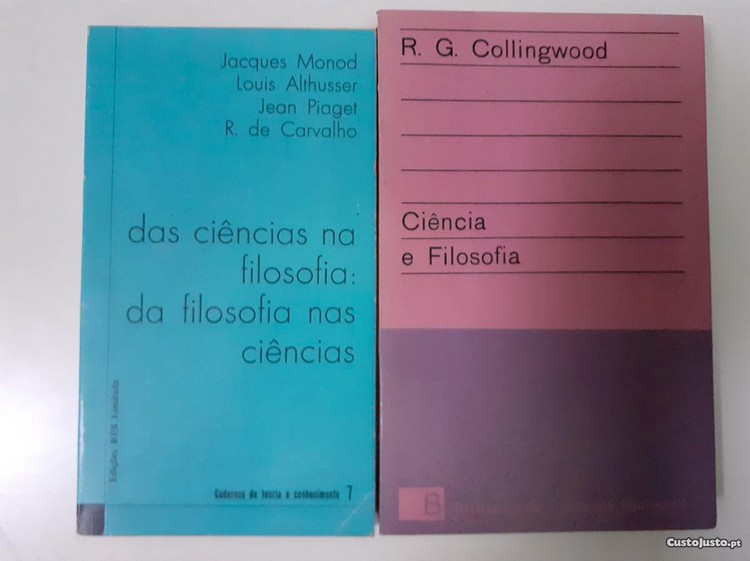 Jacques Monod
Louis Althusser
Jean Piaget
R. de Carvalho
das ciências na
filosofia:
da filosofia nas
ciências
Edições RÉS Limitada
Cadernos de teoria e conhecimento 7
R. G. Collingwood
Ciência
e Filosofia
B
CustoJusto.pt